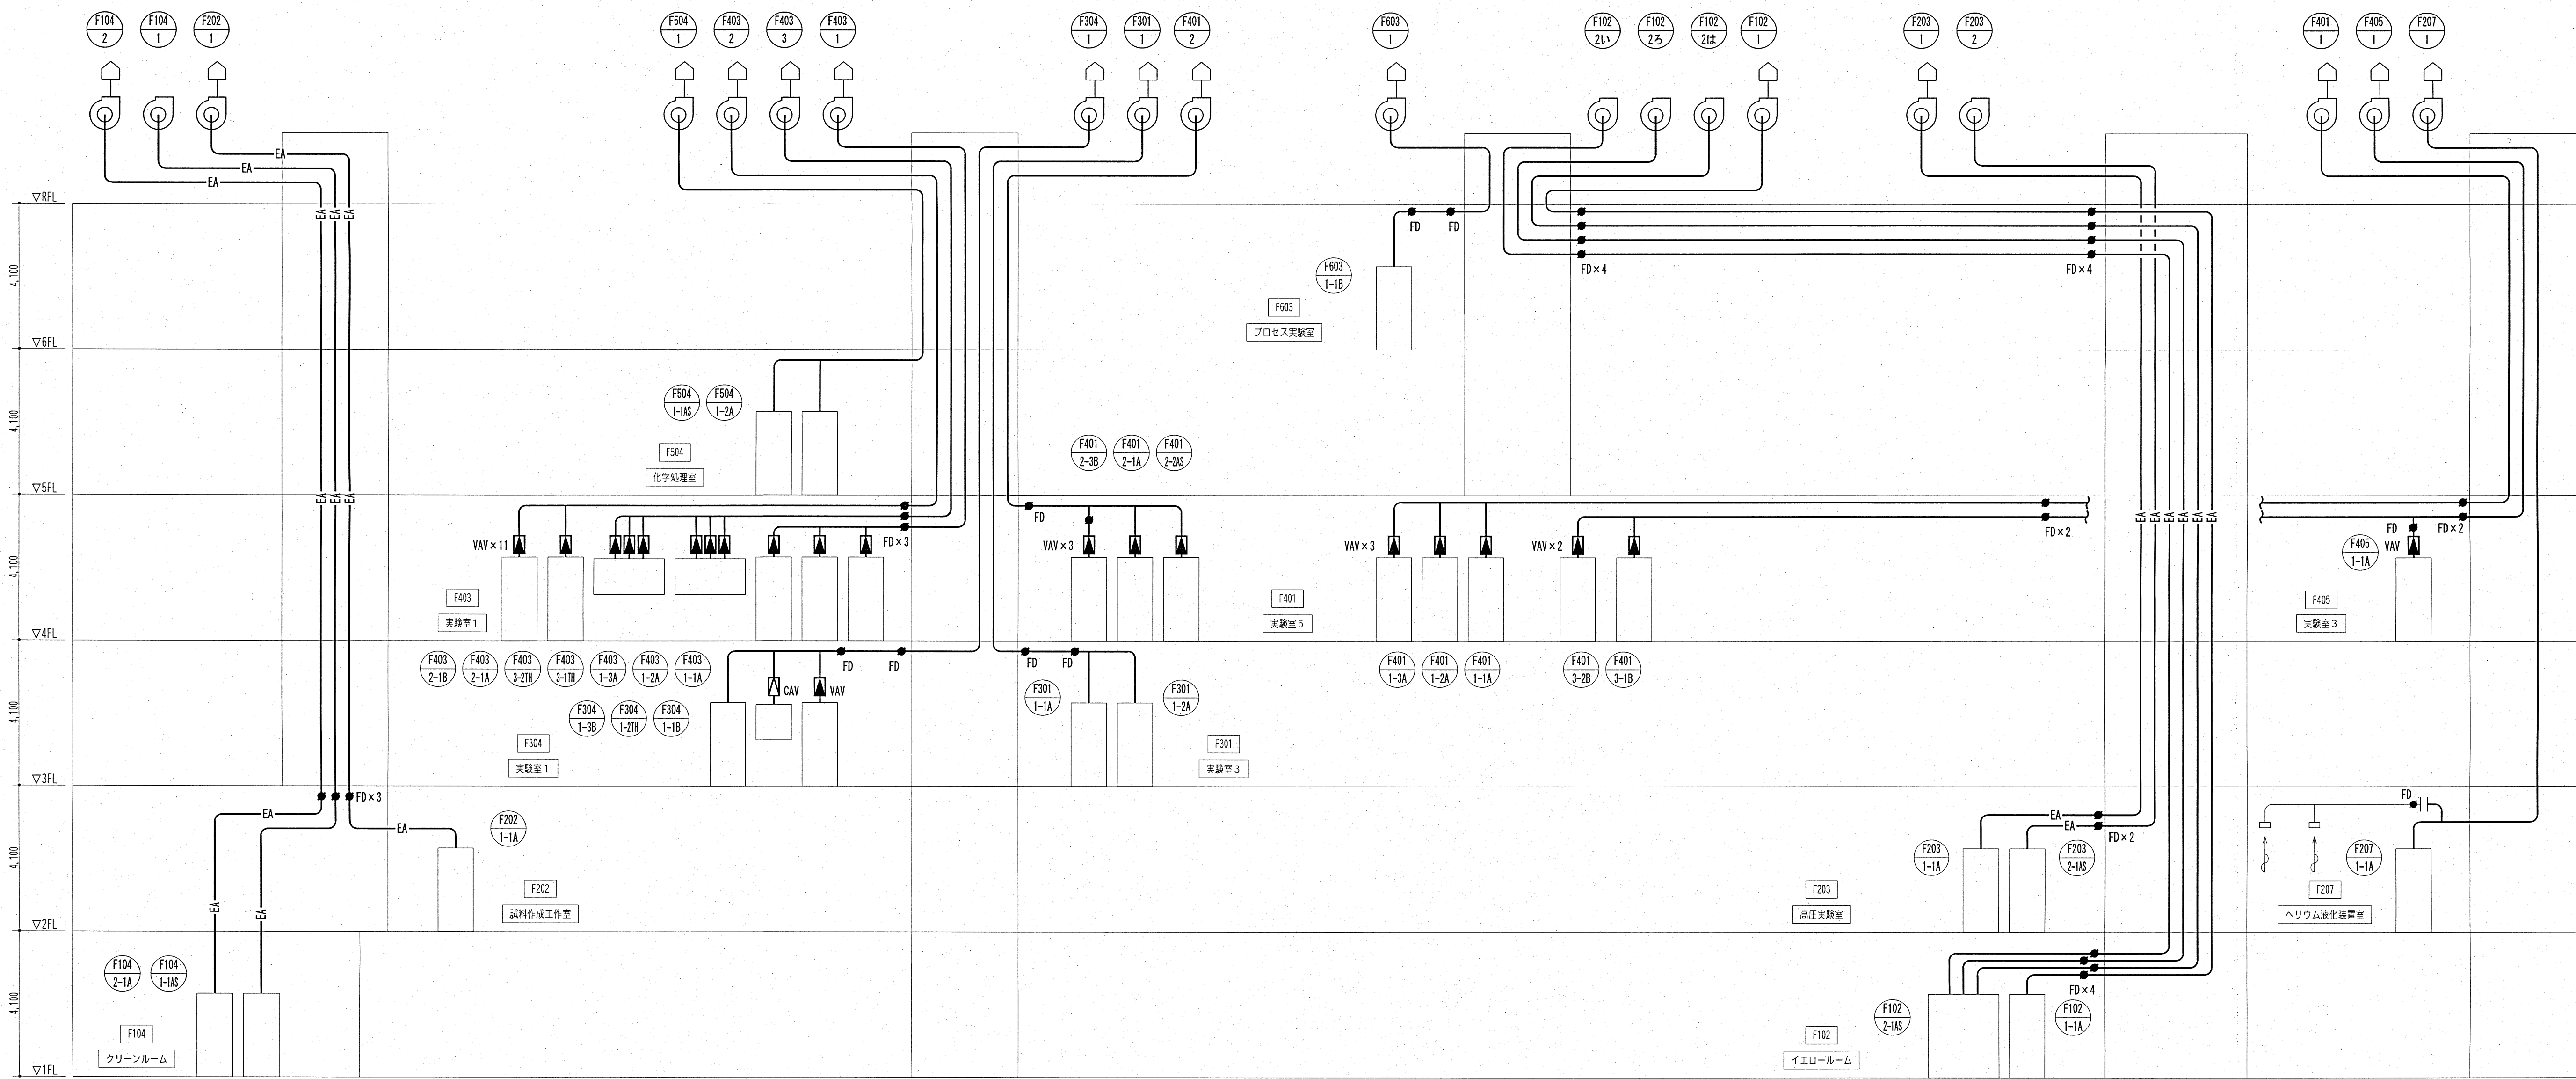 F104 F104 F202 F504 F403 F403 F403 F304 F301 F401 F603 F102 F102 F102 F102 F203 F203 F401 F405 F207
2 1 1 1 2 3 1 1 1 2 1 2い 2ろ 2は 1 1 2 1 1 1
EA
EA
EA
▽RFL
EA EA EA
FD FD
4,100
F603
1-1B
FD×4 FD×4
F603
プロセス実験室
▽6FL
4,100
F504 F504
1-1AS 1-2A
F504
化学処理室
F401 F401 F401
2-3B 2-1A 2-2AS
▽5FL
EA EA EA
FD
EA EA EA EA EA EA
4,100
VAV×11 FD×3
VAV×3
VAV×3 VAV×2 FD×2
FD FD×2
VAV
F405
1-1A
F403
実験室1
F401
実験室5
F405
実験室3
▽4FL
F403 F403 F403 F403 F403 F403 F403
2-1B 2-1A 3-2TH 3-1TH 1-3A 1-2A 1-1A
FD FD
FD FD
F401 F401 F401 F401 F401
1-3A 1-2A 1-1A 3-2B 3-1B
4,100
CAV VAV
F304 F304 F304
1-3B 1-2TH 1-1B
F301
1-1A
F301
1-2A
F304
実験室1
F301
実験室3
▽3FL
FD×3
EA EA
F202
1-1A
EA
EA
FD×2
FD
4,100
F203
1-1A
F203
2-1AS
F207
1-1A
F202
試料作成工作室
F203
高圧実験室
F207
ヘリウム液化装置室
EA EA
▽2FL
4,100
F104 F104
2-1A 1-1AS
FD×4
F102
2-1AS
F102
1-1A
F104
クリーンルーム
F102
イエロールーム
▽1FL